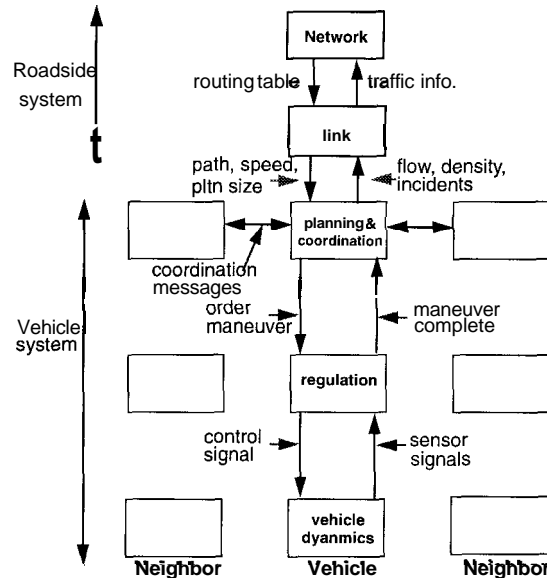 Network
Roadside
system
routing table
traffic info.
t
link
path, speed,
pltn size
flow, density,
incidents
planning &
coordination
coordination
messages
order
maneuver
maneuver
complete
Vehicle
system
regulation
control
signal
sensor
signals
vehicle
dyanmics
Neighbor
Vehicle
Neighbor